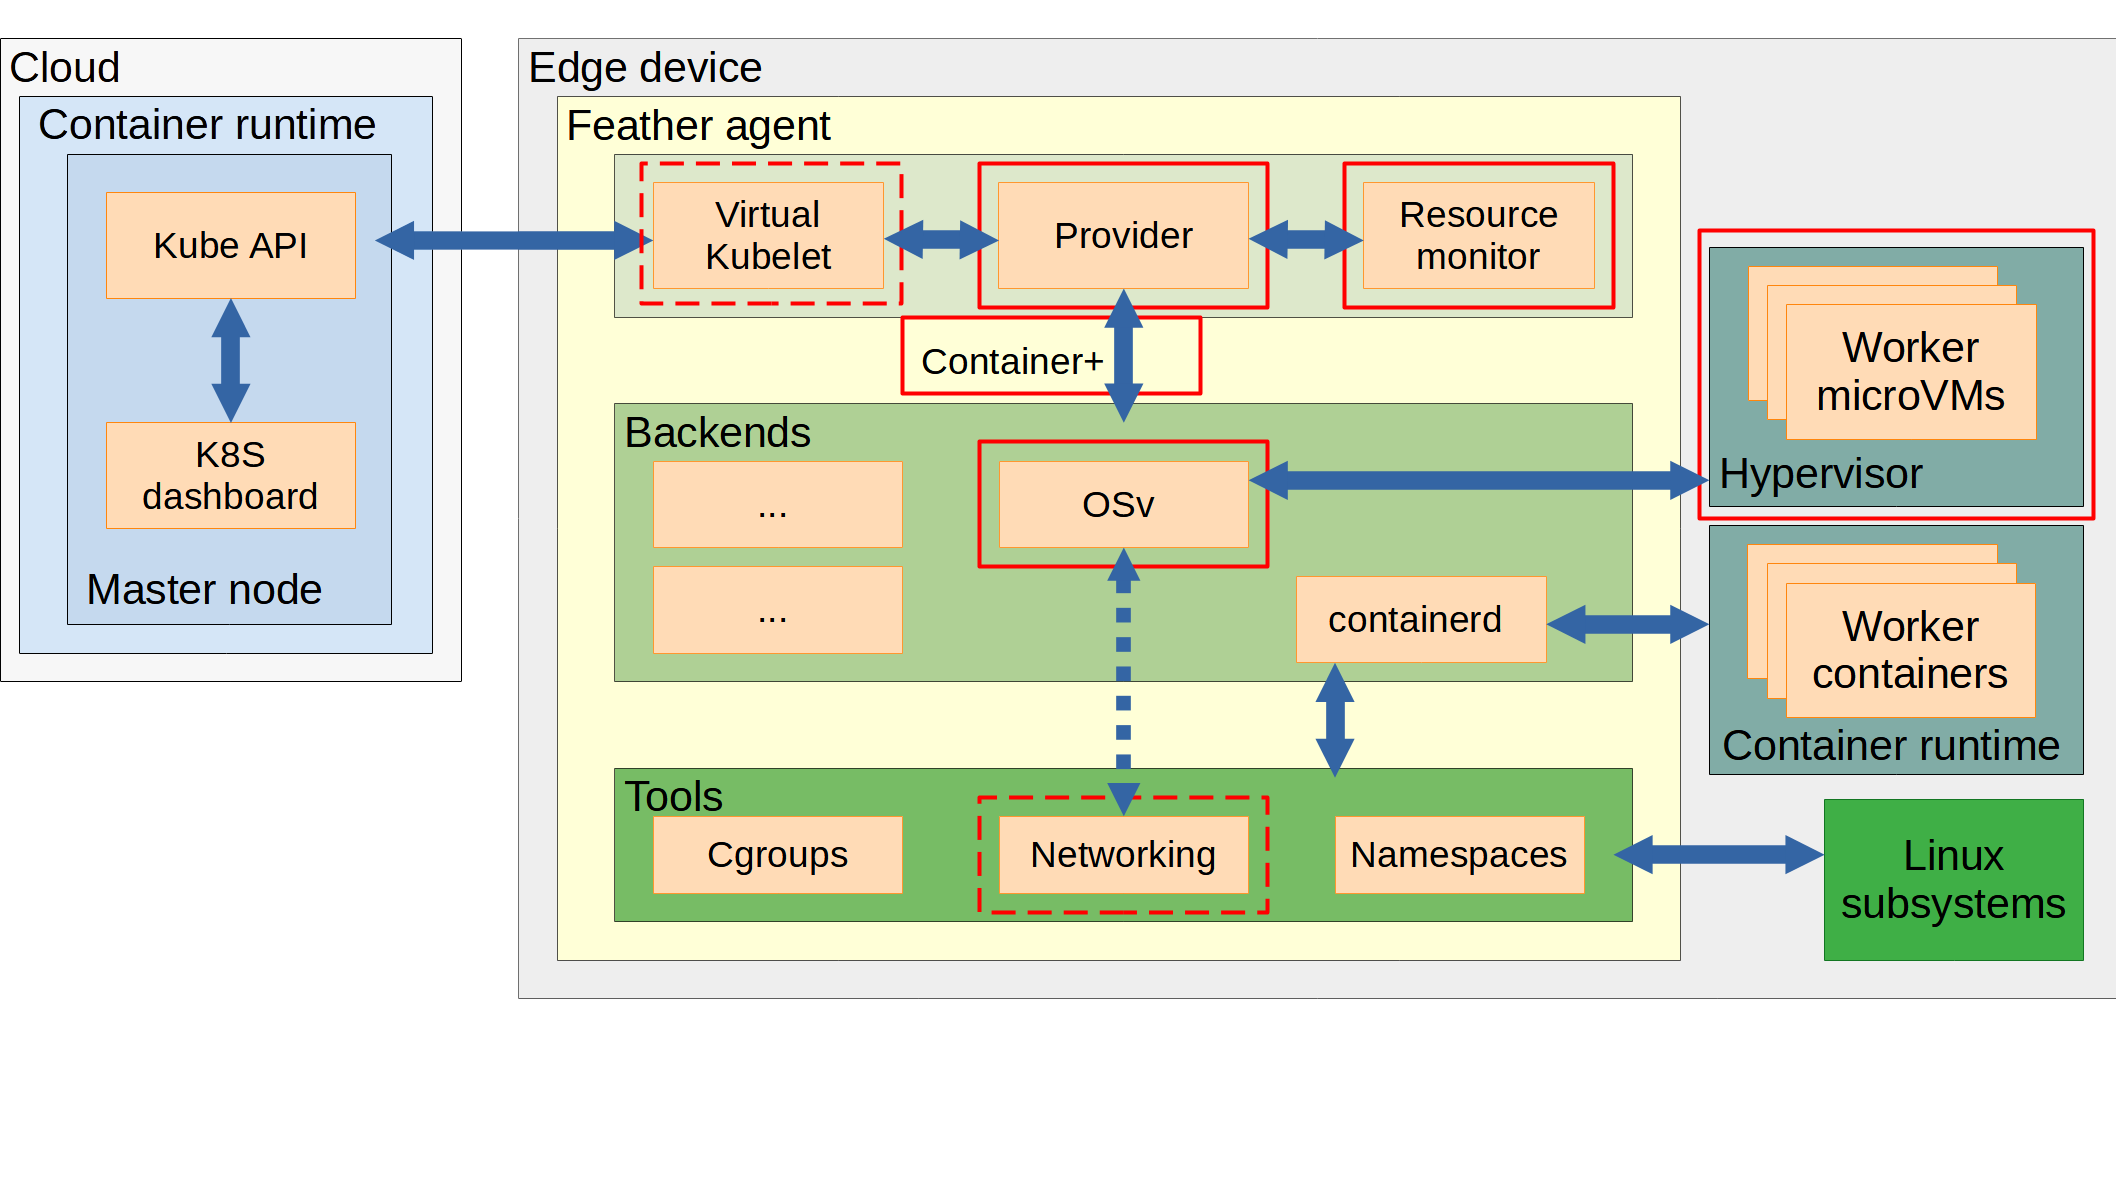 Cloud
Container runtime
Kube API
K8S
dashboard
Master node
Edge device
Feather agent
Virtual
Kubelet
Provider
Resource
monitor
Container+
Backends
...
OSv
...
containerd
Tools
Cgroups
Networking
Namespaces
Worker
microVMs
Hypervisor
Worker
containers
Container runtime
Linux
subsystems